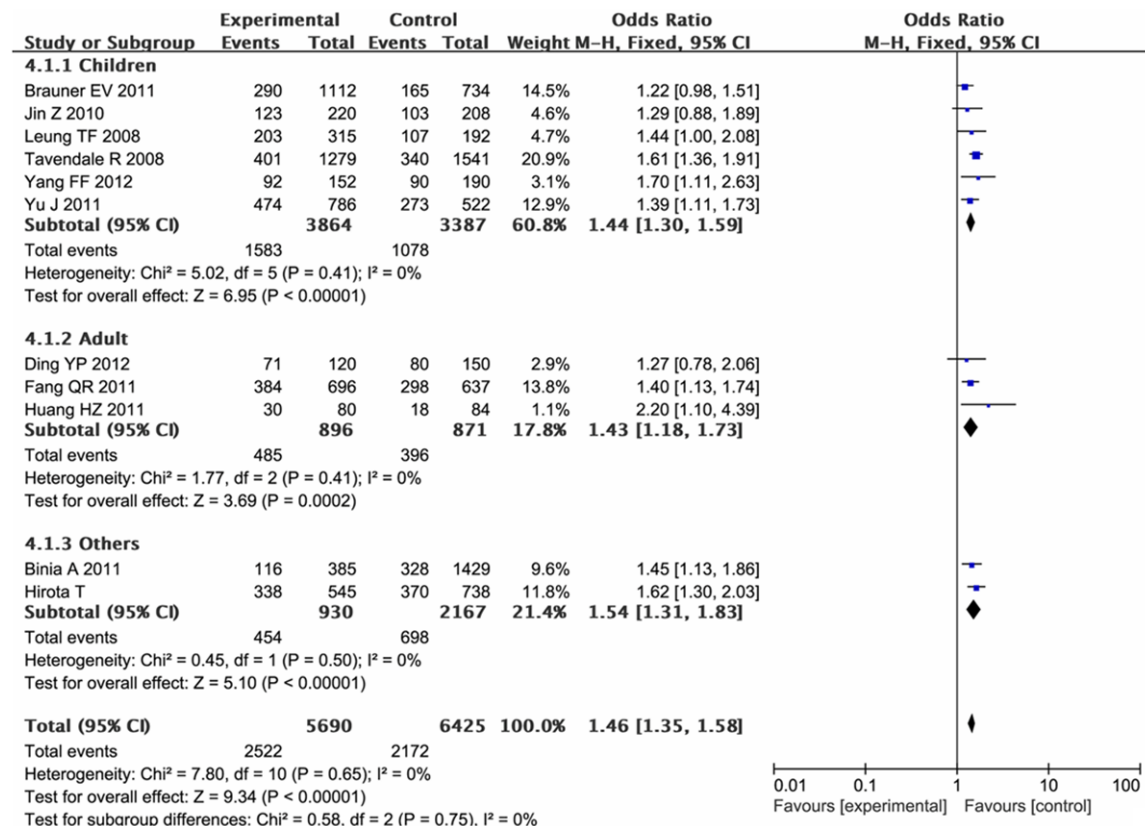 Experimental Control Odds Ratio Odds Ratio
Study or Subgroup Events Total Events Total Weight M-H, Fixed, 95% CI M-H, Fixed, 95% CI
4.1.1 Children
Brauner EV 2011 290 1112 165 734 14.5% 1.22 [0.98, 1.51]
Jin Z 2010 123 220 103 208 4.6% 1.29 [0.88, 1.89]
Leung TF 2008 203 315 107 192 4.7% 1.44 [1.00, 2.08]
Tavendale R 2008 401 1279 340 1541 20.9% 1.61 [1.36, 1.91]
Yang FF 2012 92 152 90 190 3.1% 1.70 [1.11, 2.63]
Yu J 2011 474 786 273 522 12.9% 1.39 [1.11, 1.73]
Subtotal (95% CI) 3864 3387 60.8% 1.44 [1.30, 1.59]
Total events 1583 1078
Heterogeneity: Chi² = 5.02, df = 5 (P = 0.41); I² = 0%
Test for overall effect: Z = 6.95 (P < 0.00001)
4.1.2 Adult
Ding YP 2012 71 120 80 150 2.9% 1.27 [0.78, 2.06]
Fang QR 2011 384 696 298 637 13.8% 1.40 [1.13, 1.74]
Huang HZ 2011 30 80 18 84 1.1% 2.20 [1.10, 4.39]
Subtotal (95% CI) 896 871 17.8% 1.43 [1.18, 1.73]
Total events 485 396
Heterogeneity: Chi² = 1.77, df = 2 (P = 0.41); I² = 0%
Test for overall effect: Z = 3.69 (P = 0.0002)
4.1.3 Others
Binia A 2011 116 385 328 1429 9.6% 1.45 [1.13, 1.86]
Hirota T 338 545 370 738 11.8% 1.62 [1.30, 2.03]
Subtotal (95% CI) 930 2167 21.4% 1.54 [1.31, 1.83]
Total events 454 698
Heterogeneity: Chi² = 0.45, df = 1 (P = 0.50); I² = 0%
Test for overall effect: Z = 5.10 (P < 0.00001)
Total (95% CI) 5690 6425 100.0% 1.46 [1.35, 1.58]
Total events 2522 2172
Heterogeneity: Chi² = 7.80, df = 10 (P = 0.65); I² = 0%
Test for overall effect: Z = 9.34 (P < 0.00001)
Test for subgroup differences: Chi² = 0.58, df = 2 (P = 0.75), I² = 0%
0.01 0.1 1 10 100
Favours [experimental] Favours [control]